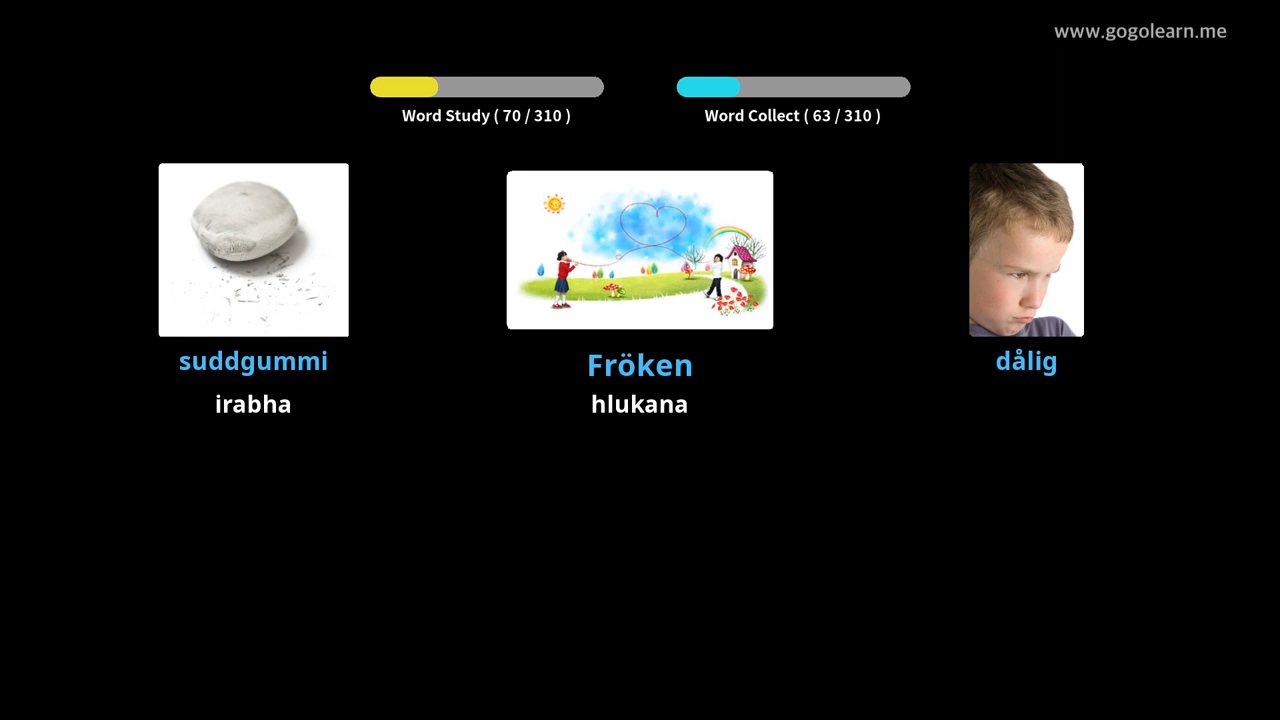 www.gogolearn.me
Word Study ( 70 / 310 )
Word Collect ( 63 / 310 )
suddgummi
Fröken
dålig
irabha
hlukana